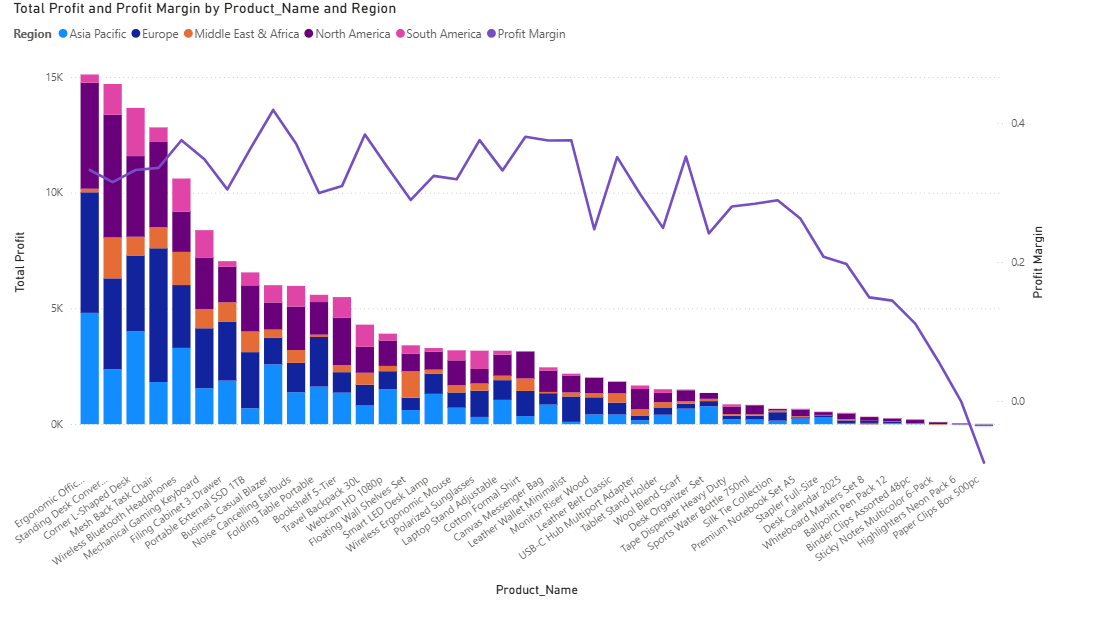 Total Profit and Profit Margin by Product_Name and Region
Region Asia Pacific Europe Middle East & Africa North America South America Profit Margin
15K
10K
5K
0K
Total Profit
0.4
0.2
0.0
Profit Margin
Ergonomic Offic...
Standing Desk Conver...
Corner L-Shaped Desk
Mesh Back Task Chair
Wireless Bluetooth Headphones
Mechanical Gaming Keyboard
Filing Cabinet 3-Drawer
Portable External SSD 1TB
Business Casual Blazer
Noise Cancelling Earbuds
Folding Table Portable
Bookshelf 5-Tier
Travel Backpack 30L
Webcam HD 1080p
Floating Wall Shelves Set
Smart LED Desk Lamp
Wireless Ergonomic Mouse
Polarized Sunglasses
Laptop Stand Adjustable
Cotton Formal Shirt
Canvas Messenger Bag
Leather Wallet Minimalist
Monitor Riser Wood
Leather Belt Classic
USB-C Hub Multiport Adapter
Tablet Stand Holder
Wool Blend Scarf
Desk Organizer Set
Tape Dispenser Heavy Duty
Sports Water Bottle 750ml
Silk Tie Collection
Premium Notebook Set A5
Stapler Full-Size
Desk Calendar 2025
Whiteboard Markers Set 8
Ballpoint Pen Pack 12
Binder Clips Assorted 48pc
Sticky Notes Multicolor 6-Pack
Highlighters Neon Pack 6
Paper Clips Box 500pc
Product_Name